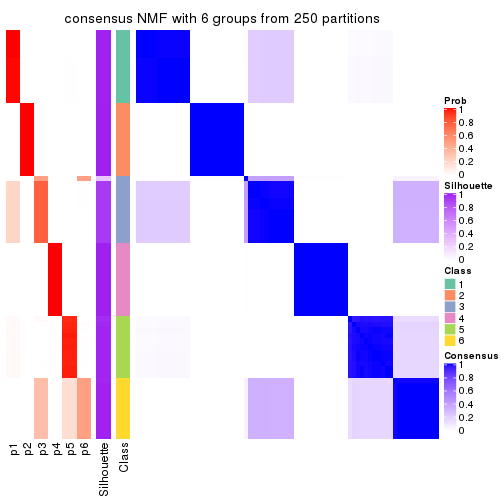 consensus NMF with 6 groups from 250 partitions
Prob
1
0.8
0.6
0.4
0.2
0
Silhouette
1
0.8
0.6
0.4
0.2
0
Class
1
2
3
4
5
6
Consensus
1
0.8
0.6
0.4
0.2
0
p1
p2
p3
p4
p5
p6
Silhouette
Class